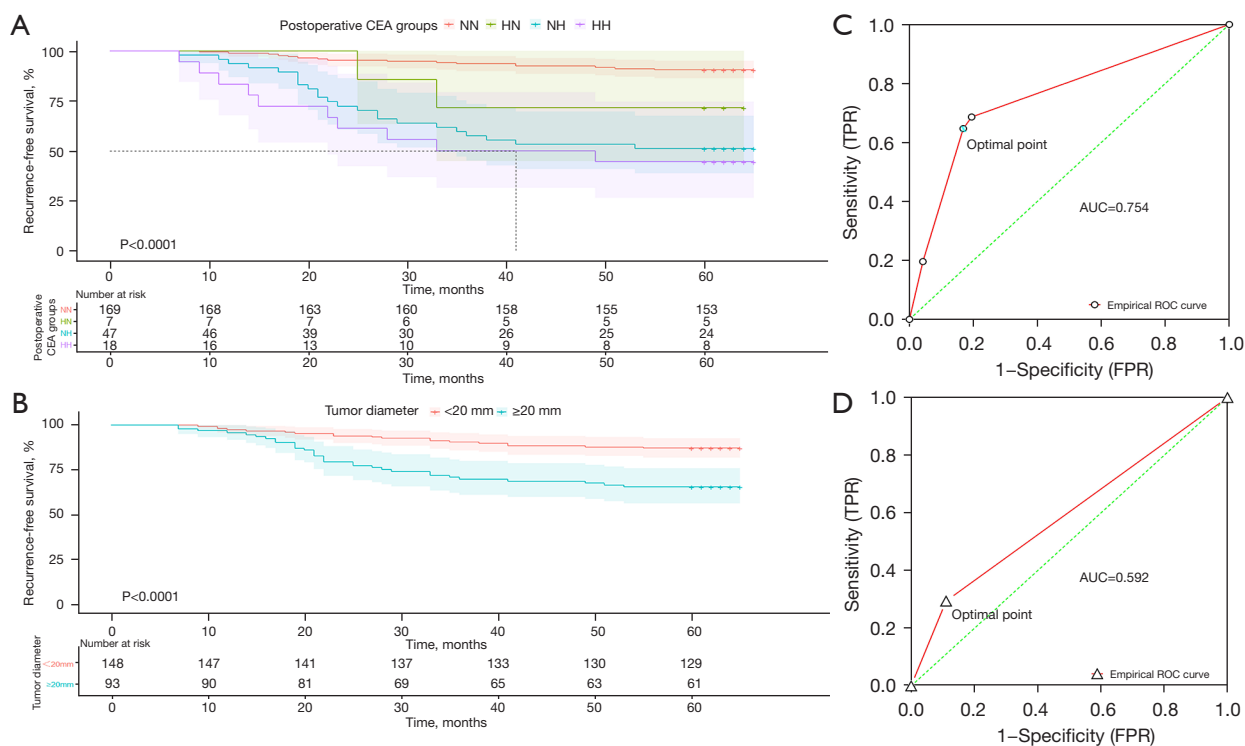 A
Postoperative CEA groups NN HN NH HH
Recurrence-free survival, %
100
75
50
25
0
P<0.0001
0 10 20 30 40 50 60
Time, months
Number at risk
Postoperative CEA groups
NN 169 168 163 160 158 155 153
HN 7 7 7 6 5 5 5
NH 47 46 39 30 26 25 24
HH 18 16 13 10 9 8 8
0 10 20 30 40 50 60
Time, months
B
Tumor diameter <20 mm ≥20 mm
Recurrence-free survival, %
100
75
50
25
0
P<0.0001
0 10 20 30 40 50 60
Time, months
Number at risk
Tumor diameter
<20mm 148 147 141 137 133 130 129
≥20mm 93 90 81 69 65 63 61
0 10 20 30 40 50 60
Time, months
C
Sensitivity (TPR)
1.0
0.8
0.6
0.4
0.2
0.0
Optimal point
AUC=0.754
Empirical ROC curve
0.0 0.2 0.4 0.6 0.8 1.0
1–Specificity (FPR)
D
Sensitivity (TPR)
1.0
0.8
0.6
0.4
0.2
0.0
Optimal point
AUC=0.592
Empirical ROC curve
0.0 0.2 0.4 0.6 0.8 1.0
1–Specificity (FPR)